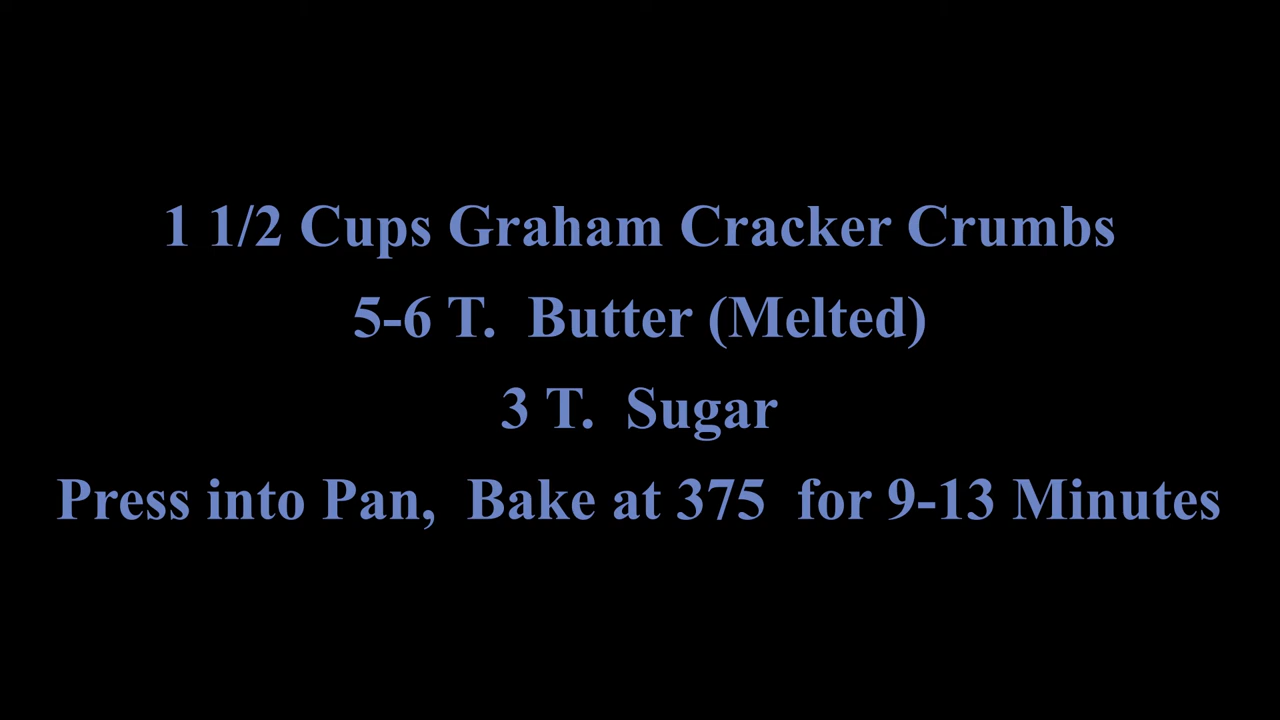 1 1/2 Cups Graham Cracker Crumbs
5-6 T.  Butter (Melted)
3 T.  Sugar
Press into Pan,  Bake at 375  for 9-13 Minutes